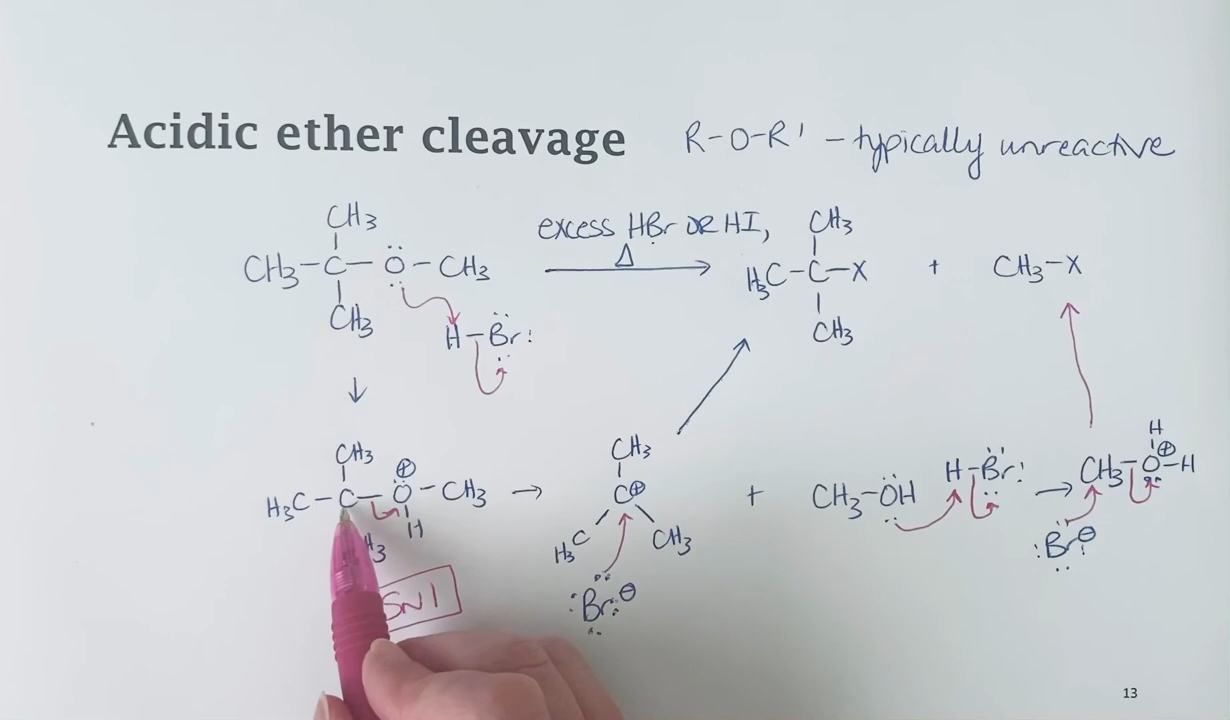 Acidic ether cleavage R-O-R' - typically unreactive
CH3
CH3-C-O-CH3
CH3
H-Br:
excess HBr OR HI,
Δ
CH3
H3C-C-X + CH3-X
CH3
CH3
H3C-C-O-CH3
⊕
H
H3
SN1
CH3
C⊕
H3C CH3
:Br:⊖
+ CH3-OH H-Br:
H
CH3-O-H
⊕
:Br:⊖
13